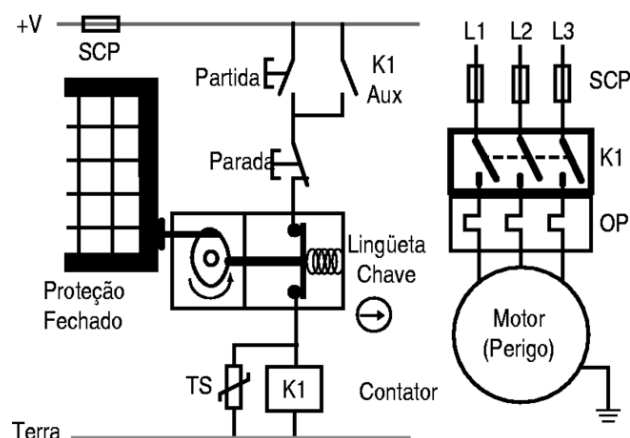 +V
SCP
Partida
K1
Aux
Parada
Lingüeta
Chave
Proteção
Fechado
TS
K1
Contator
Terra
L1 L2 L3
SCP
K1
OP
Motor
(Perigo)